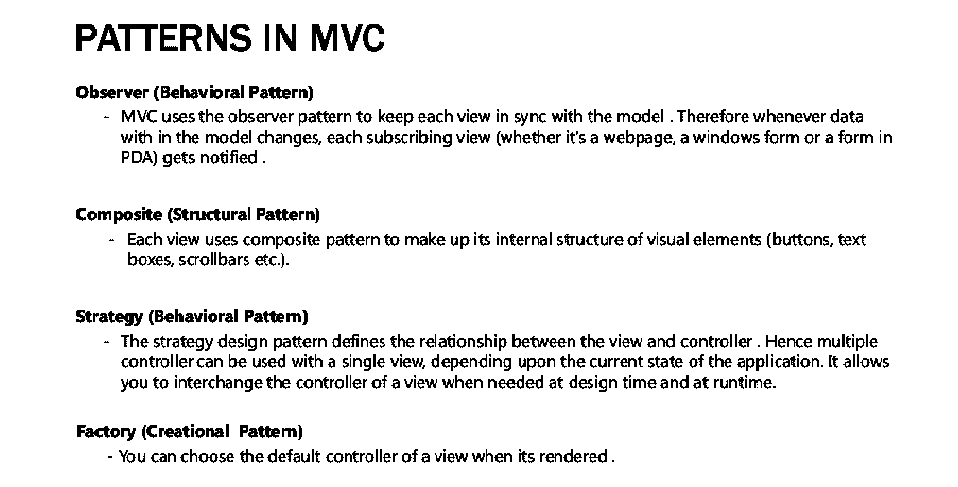 PATTERNS IN MVC
Observer (Behavioral Pattern)
- MVC uses the observer pattern to keep each view in sync with the model . Therefore whenever data
with in the model changes, each subscribing view (whether it's a webpage, a windows form or a form in
PDA) gets notified .
Composite (Structural Pattern)
- Each view uses composite pattern to make up its internal structure of visual elements (buttons, text
boxes, scrollbars etc.).
Strategy (Behavioral Pattern)
- The strategy design pattern defines the relationship between the view and controller . Hence multiple
controller can be used with a single view, depending upon the current state of the application. It allows
you to interchange the controller of a view when needed at design time and at runtime.
Factory (Creational Pattern)
- You can choose the default controller of a view when its rendered .